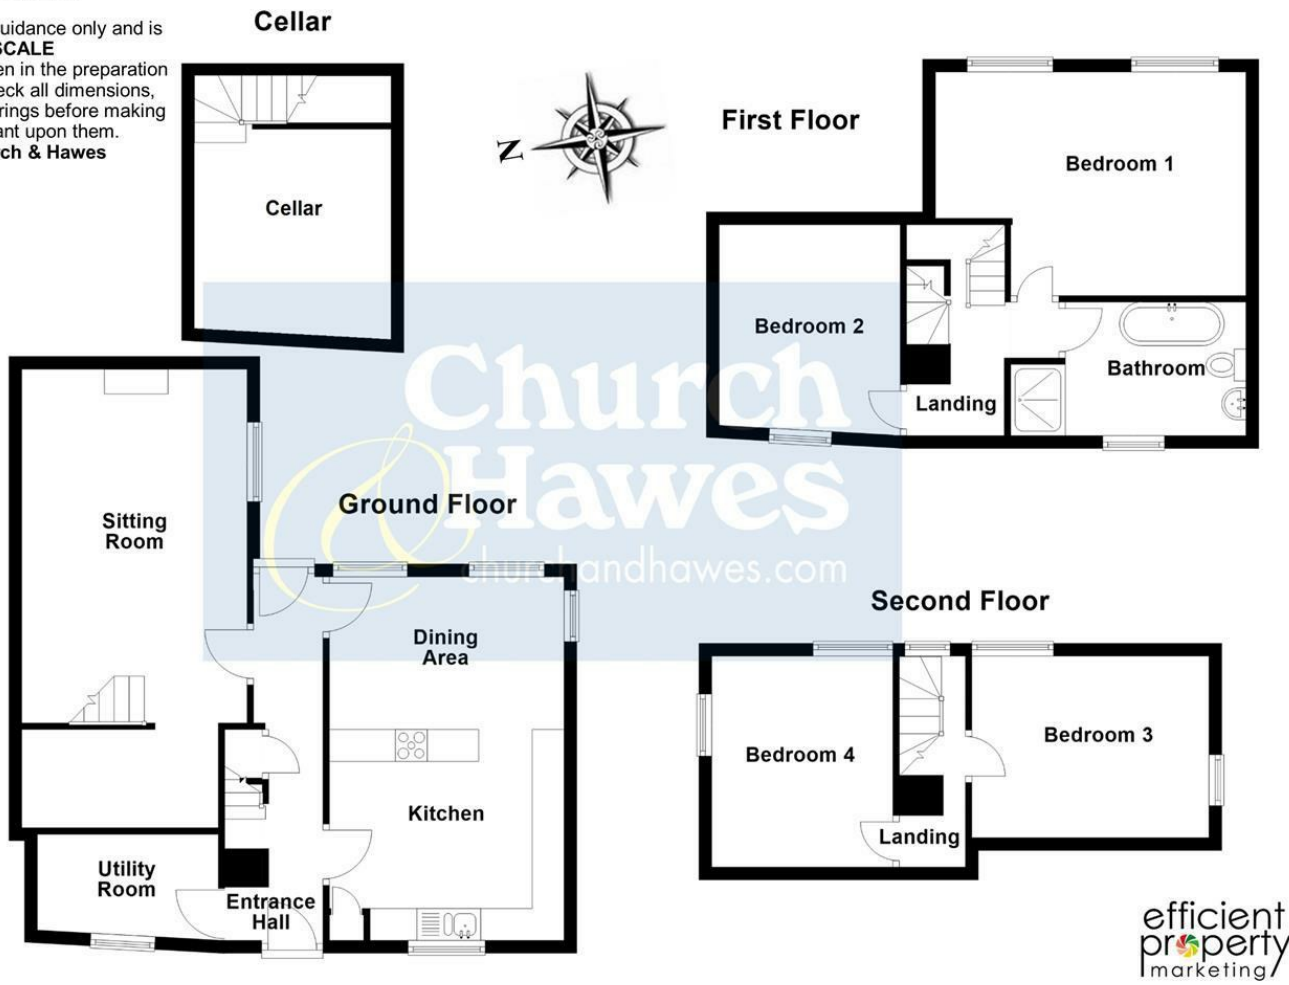 uidance only and is
SCALE
en in the preparation
eck all dimensions,
rings before making
ant upon them.
rch & Hawes
Cellar
Cellar
N
First Floor
Bedroom 1
Bedroom 2
Bathroom
Landing
Church
& Hawes
churchandhawes.com
Ground Floor
Sitting
Room
Dining
Area
Kitchen
Utility
Room
Entrance
Hall
Second Floor
Bedroom 4
Bedroom 3
Landing
efficient
property
marketing